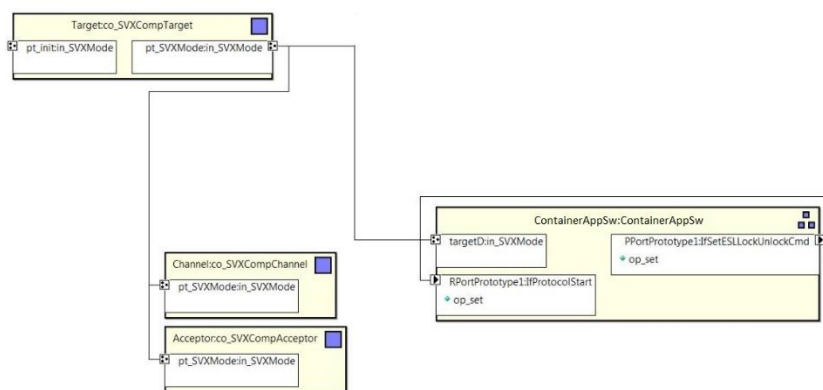 Target:co_SVXCompTarget
pt_init:in_SVXMode
pt_SVXMode:in_SVXMode
ContainerAppSw:ContainerAppSw
targetD:in_SVXMode
PPortPrototype1:IfSetESLLockUnlockCmd
op_set
RPortPrototype1:IfProtocolStart
op_set
Channel:co_SVXCompChannel
pt_SVXMode:in_SVXMode
Acceptor:co_SVXCompAcceptor
pt_SVXMode:in_SVXMode